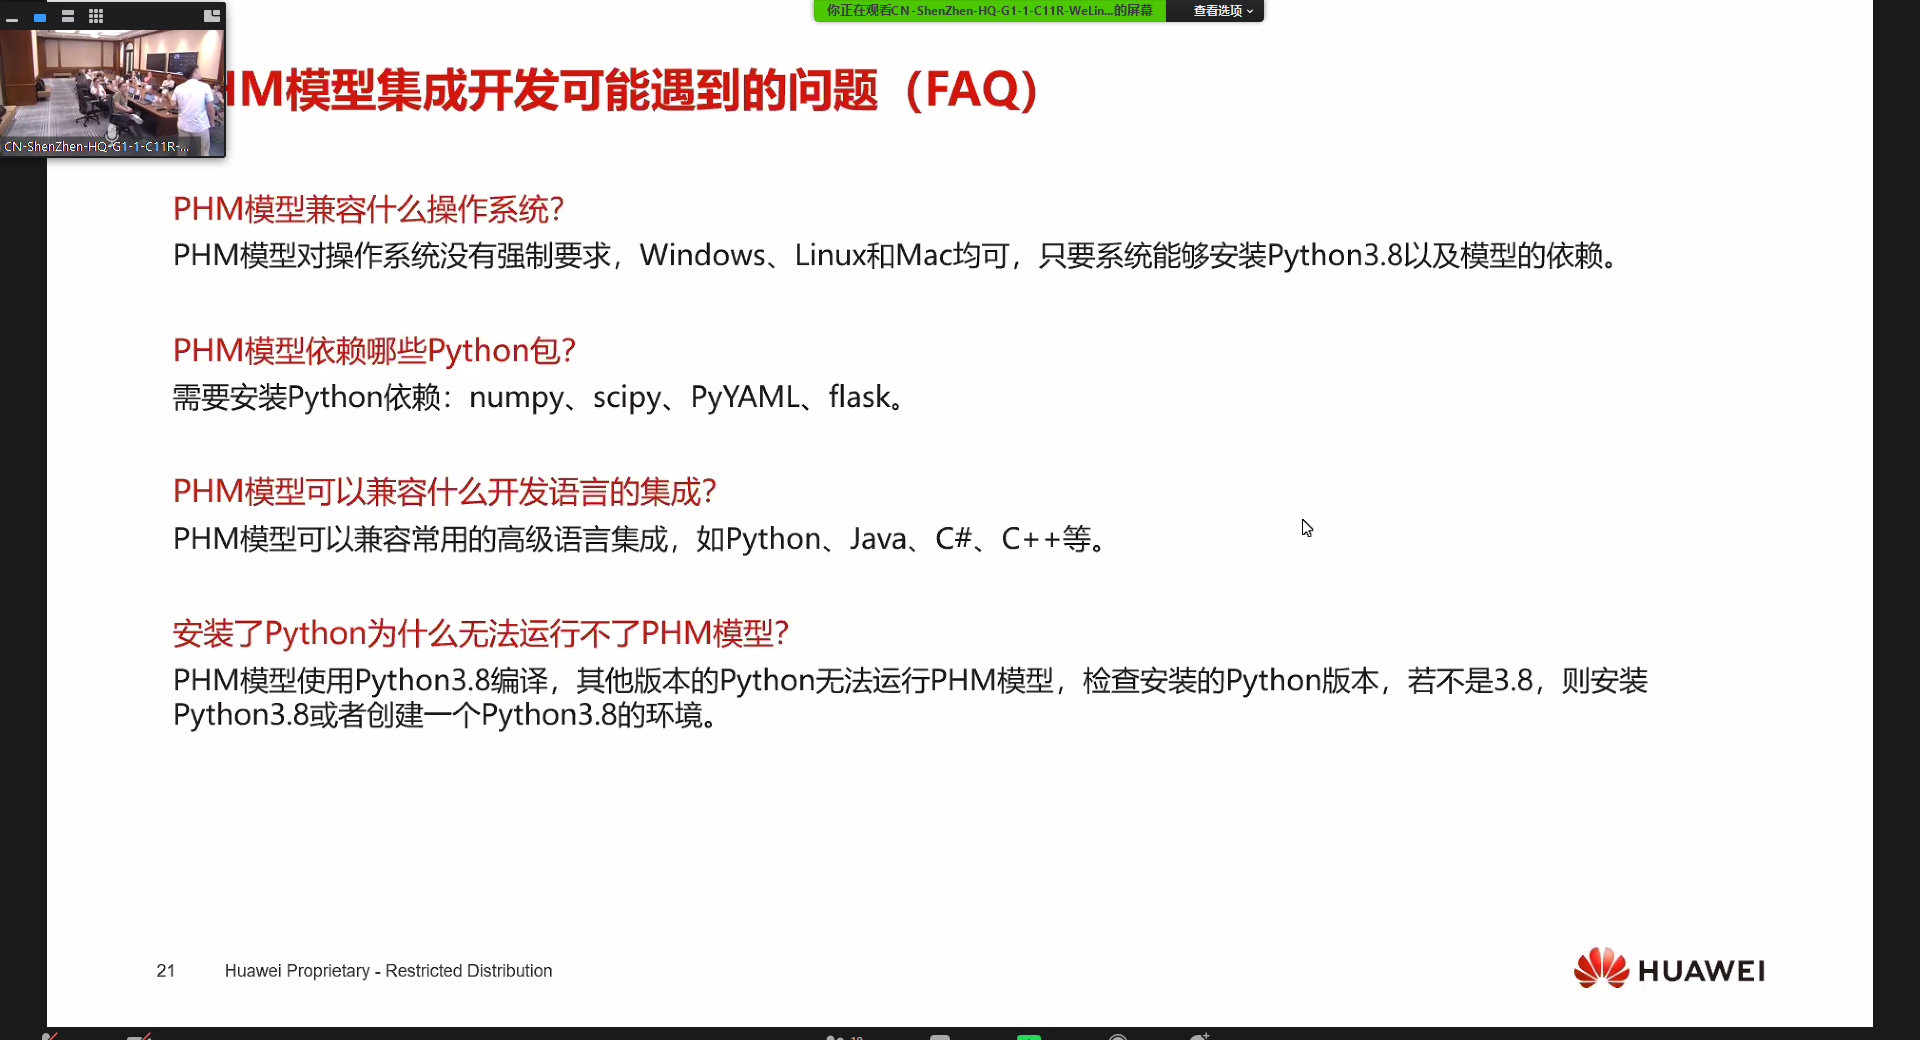 你正在观看CN-ShenZhen-HQ-G1-1-C11R-WeLin...的屏幕
查看选项
CN-ShenZhen-HQ-G1-1-C11R-...
HM模型集成开发可能遇到的问题（FAQ）
PHM模型兼容什么操作系统？
PHM模型对操作系统没有强制要求，Windows、Linux和Mac均可，只要系统能够安装Python3.8以及模型的依赖。
PHM模型依赖哪些Python包？
需要安装Python依赖：numpy、scipy、PyYAML、flask。
PHM模型可以兼容什么开发语言的集成？
PHM模型可以兼容常用的高级语言集成，如Python、Java、C#、C++等。
安装了Python为什么无法运行不了PHM模型？
PHM模型使用Python3.8编译，其他版本的Python无法运行PHM模型，检查安装的Python版本，若不是3.8，则安装
Python3.8或者创建一个Python3.8的环境。
21
Huawei Proprietary - Restricted Distribution
HUAWEI